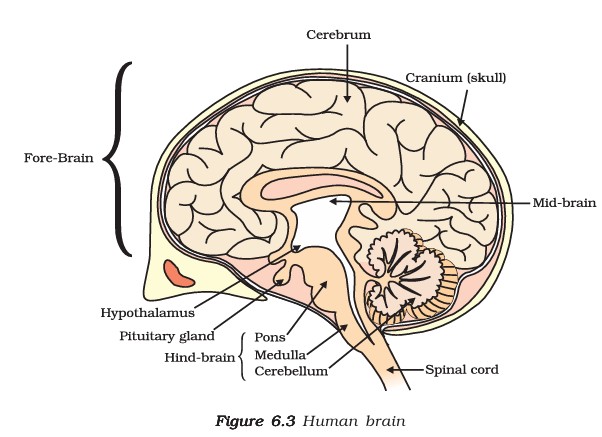 Cerebrum
Cranium (skull)
Fore-Brain
Mid-brain
Hypothalamus
Pituitary gland
Hind-brain
Pons
Medulla
Cerebellum
Spinal cord
Figure 6.3 Human brain